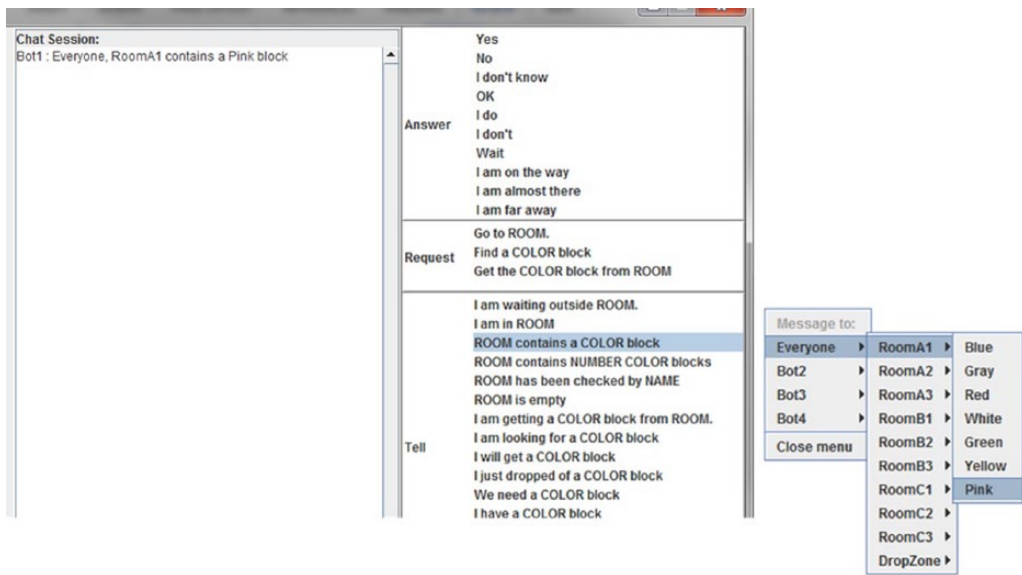 Chat Session:
Bot1 : Everyone, RoomA1 contains a Pink block
Answer
Yes
No
I don't know
OK
I do
I don't
Wait
I am on the way
I am almost there
I am far away
Request
Go to ROOM.
Find a COLOR block
Get the COLOR block from ROOM
Tell
I am waiting outside ROOM.
I am in ROOM
ROOM contains a COLOR block
ROOM contains NUMBER COLOR blocks
ROOM has been checked by NAME
ROOM is empty
I am getting a COLOR block from ROOM.
I am looking for a COLOR block
I will get a COLOR block
I just dropped of a COLOR block
We need a COLOR block
I have a COLOR block
Message to:
Everyone
Bot2
Bot3
Bot4
Close menu
RoomA1
RoomA2
RoomA3
RoomB1
RoomB2
RoomB3
RoomC1
RoomC2
RoomC3
DropZone
Blue
Gray
Red
White
Green
Yellow
Pink